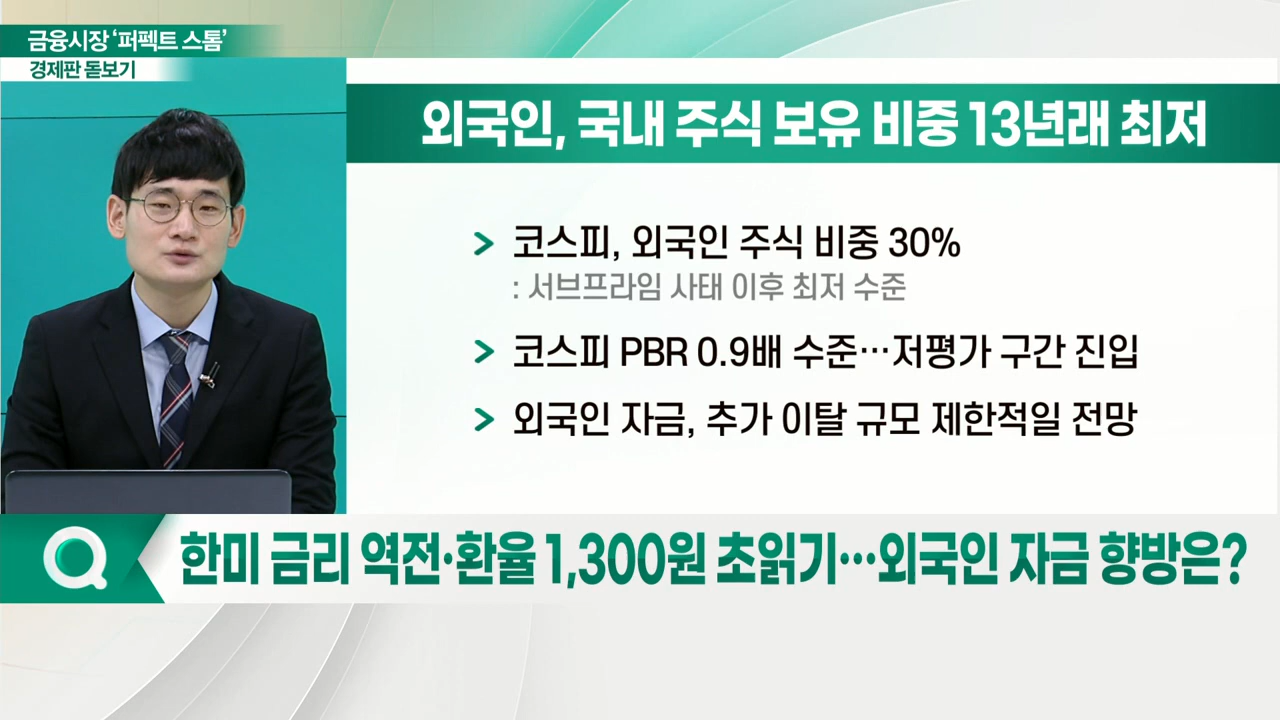 금융시장 ‘퍼펙트 스톰’
경제판 돋보기
외국인, 국내 주식 보유 비중 13년래 최저
> 코스피, 외국인 주식 비중 30%
: 서브프라임 사태 이후 최저 수준
> 코스피 PBR 0.9배 수준…저평가 구간 진입
> 외국인 자금, 추가 이탈 규모 제한적일 전망
Q 한미 금리 역전·환율 1,300원 초읽기…외국인 자금 향방은?